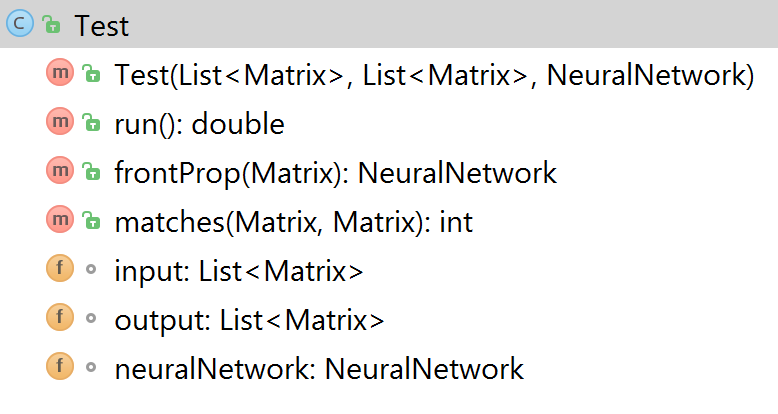 C Test
m Test(List<Matrix>, List<Matrix>, NeuralNetwork)
m run(): double
m frontProp(Matrix): NeuralNetwork
m matches(Matrix, Matrix): int
f input: List<Matrix>
f output: List<Matrix>
f neuralNetwork: NeuralNetwork